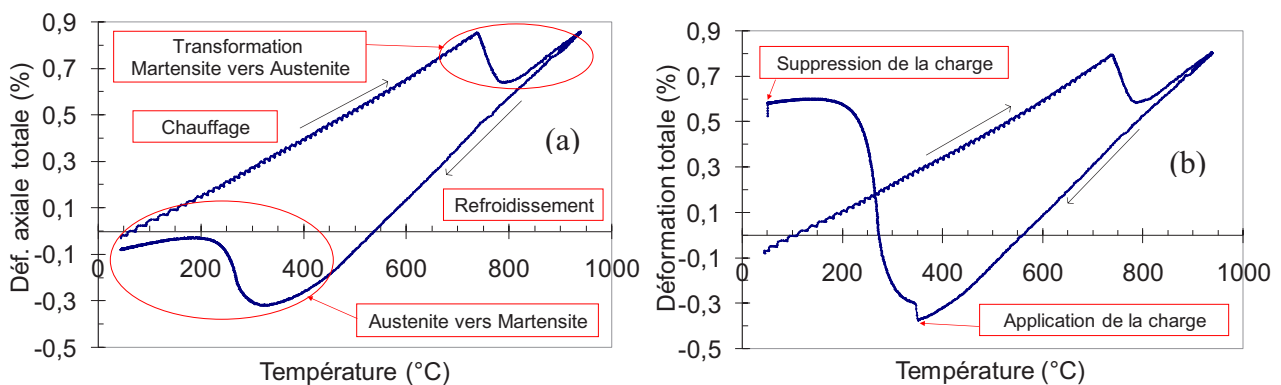 0,9
0,7
0,5
0,3
0,1
-0,1
-0,3
-0,5
Déf. axiale totale (%)
Transformation
Martensite vers Austenite
Chauffage
(a)
Refroidissement
Austenite vers Martensite
0 200 400 600 800 1000
Température (°C)
0,9
0,7
0,5
0,3
0,1
-0,1
-0,3
-0,5
Déformation totale (%)
Suppression de la charge
(b)
Application de la charge
0 200 400 600 800 1000
Température (°C)